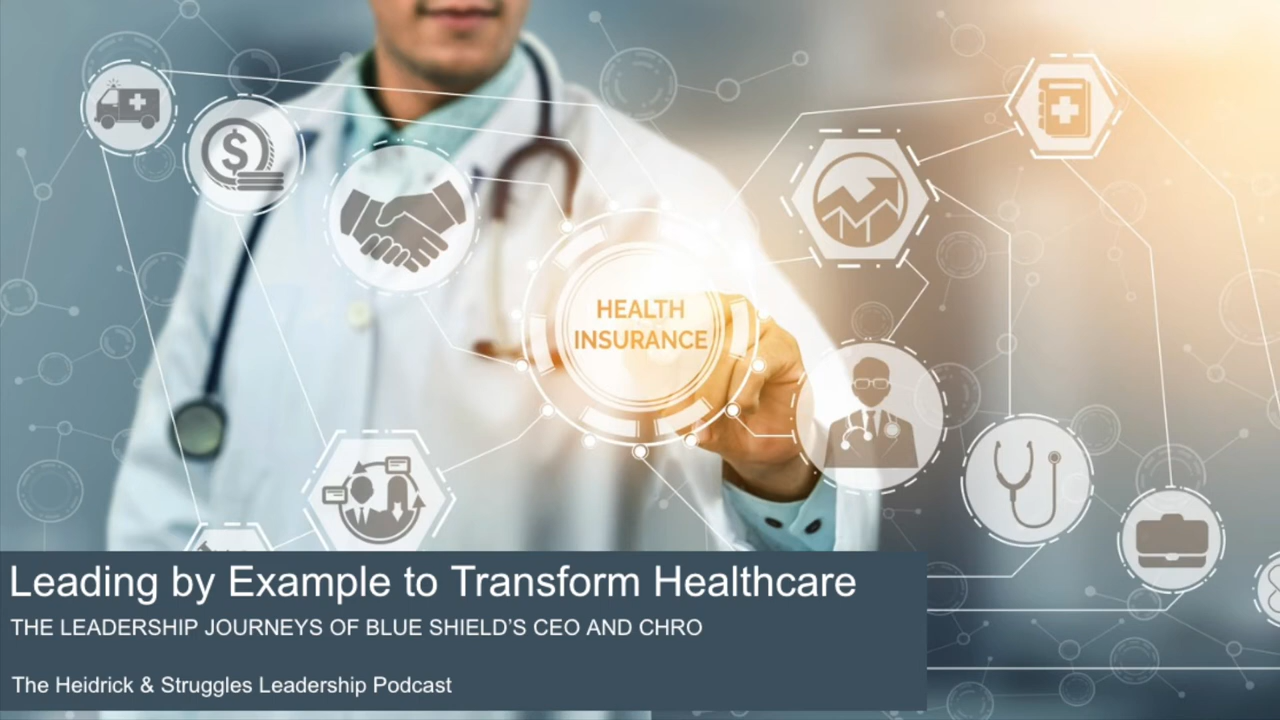 HEALTH
INSURANCE
Leading by Example to Transform Healthcare
THE LEADERSHIP JOURNEYS OF BLUE SHIELD'S CEO AND CHRO
The Heidrick & Struggles Leadership Podcast